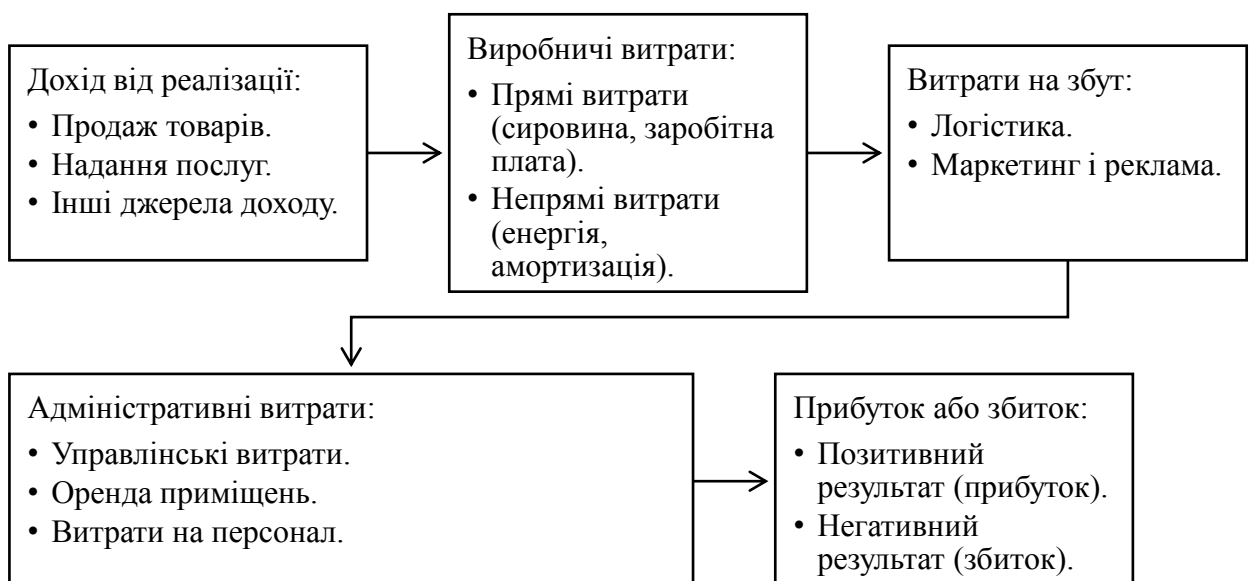 Дохід від реалізації:
• Продаж товарів.
• Надання послуг.
• Інші джерела доходу.
Виробничі витрати:
• Прямі витрати
(сировина, заробітна
плата).
• Непрямі витрати
(енергія,
амортизація).
Витрати на збут:
• Логістика.
• Маркетинг і реклама.
Адміністративні витрати:
• Управлінські витрати.
• Оренда приміщень.
• Витрати на персонал.
Прибуток або збиток:
• Позитивний
результат (прибуток).
• Негативний
результат (збиток).